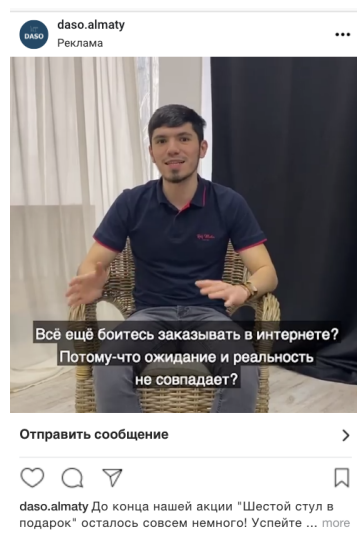 DASO
daso.almaty
Реклама
Всё ещё боитесь заказывать в интернете?
Потому-что ожидание и реальность
не совпадает?
Отправить сообщение
daso.almaty До конца нашей акции "Шестой стул в
подарок" осталось совсем немного! Успейте ... more